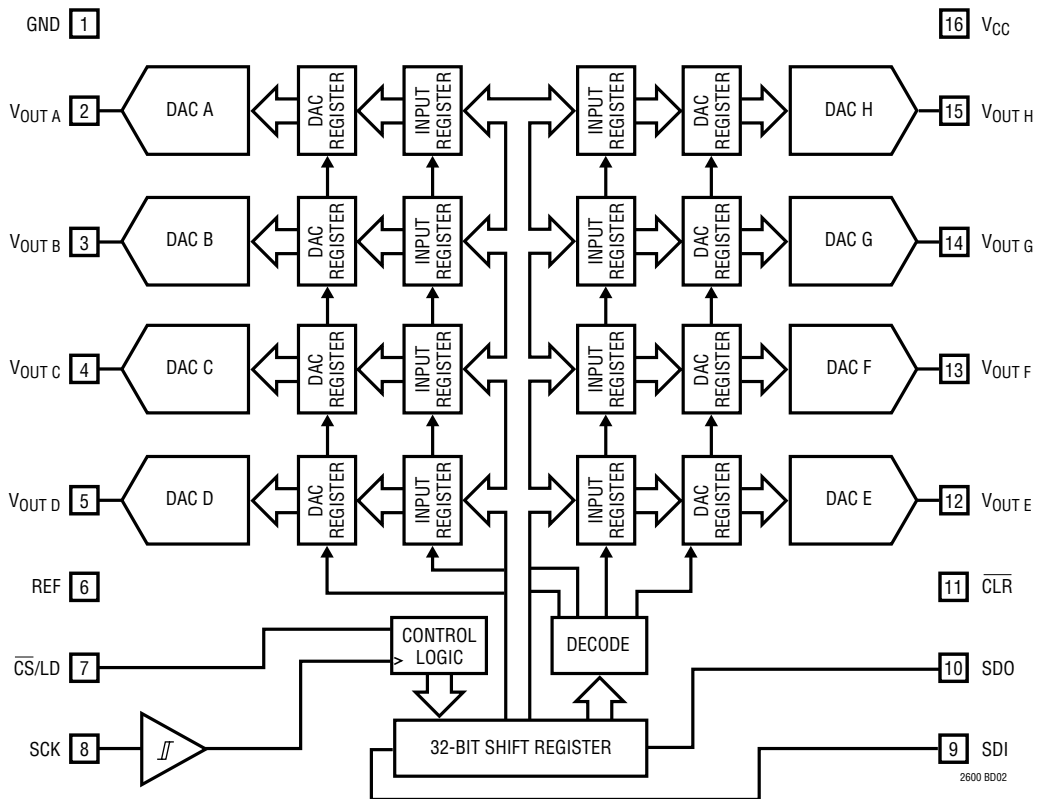 GND 1
16 VCC
VOUT A 2
DAC A
DAC REGISTER
INPUT REGISTER
INPUT REGISTER
DAC REGISTER
DAC H
15 VOUT H
VOUT B 3
DAC B
DAC REGISTER
INPUT REGISTER
INPUT REGISTER
DAC REGISTER
DAC G
14 VOUT G
VOUT C 4
DAC C
DAC REGISTER
INPUT REGISTER
INPUT REGISTER
DAC REGISTER
DAC F
13 VOUT F
VOUT D 5
DAC D
DAC REGISTER
INPUT REGISTER
INPUT REGISTER
DAC REGISTER
DAC E
12 VOUT E
REF 6
11 C̅L̅R̅
C̅S̅/LD 7
CONTROL
LOGIC
DECODE
10 SDO
SCK 8
32-BIT SHIFT REGISTER
9 SDI
2600 BD02